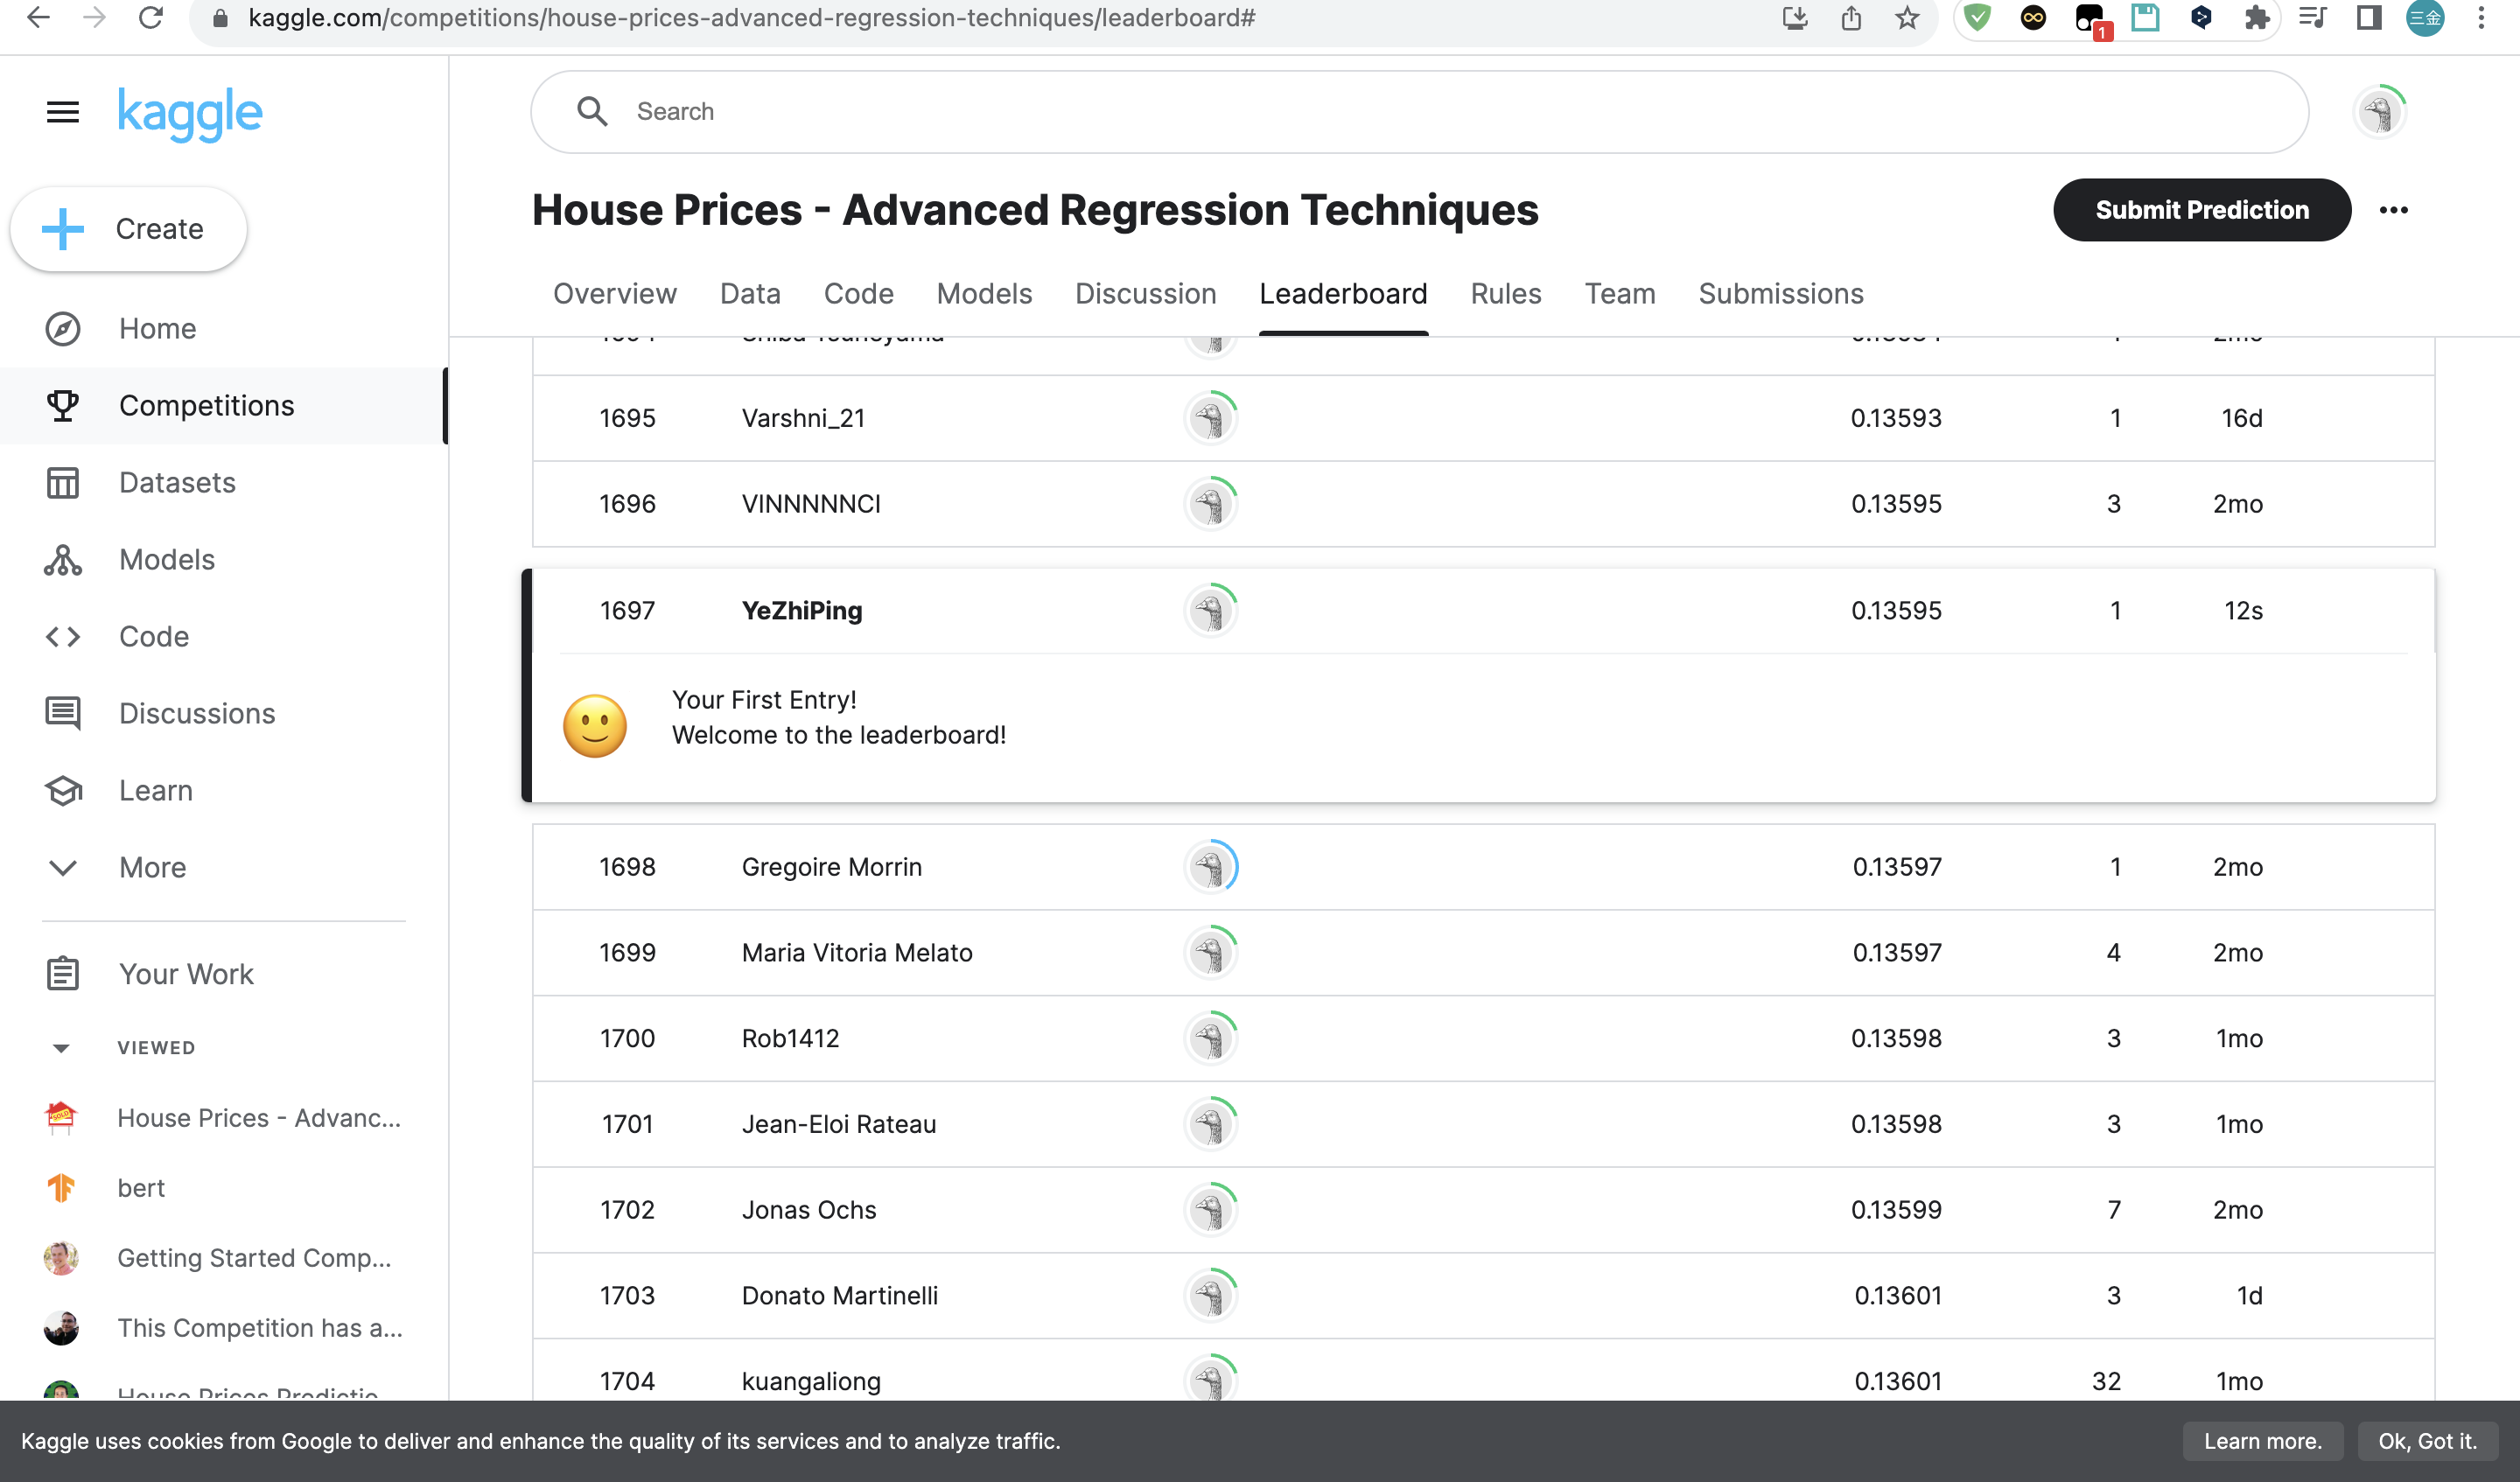 kaggle.com/competitions/house-prices-advanced-regression-techniques/leaderboard#
1
三金
kaggle
Search
Create
House Prices - Advanced Regression Techniques
Submit Prediction
Overview Data Code Models Discussion Leaderboard Rules Team Submissions
Home
Competitions
Datasets
Models
Code
Discussions
Learn
More
Your Work
VIEWED
House Prices - Advanc...
bert
Getting Started Comp...
This Competition has a...
House Prices Predictio
1695 Varshni_21 0.13593 1 16d
1696 VINNNNNCI 0.13595 3 2mo
1697 YeZhiPing 0.13595 1 12s
Your First Entry!
Welcome to the leaderboard!
1698 Gregoire Morrin 0.13597 1 2mo
1699 Maria Vitoria Melato 0.13597 4 2mo
1700 Rob1412 0.13598 3 1mo
1701 Jean-Eloi Rateau 0.13598 3 1mo
1702 Jonas Ochs 0.13599 7 2mo
1703 Donato Martinelli 0.13601 3 1d
1704 kuangaliong 0.13601 32 1mo
Kaggle uses cookies from Google to deliver and enhance the quality of its services and to analyze traffic.
Learn more.
Ok, Got it.